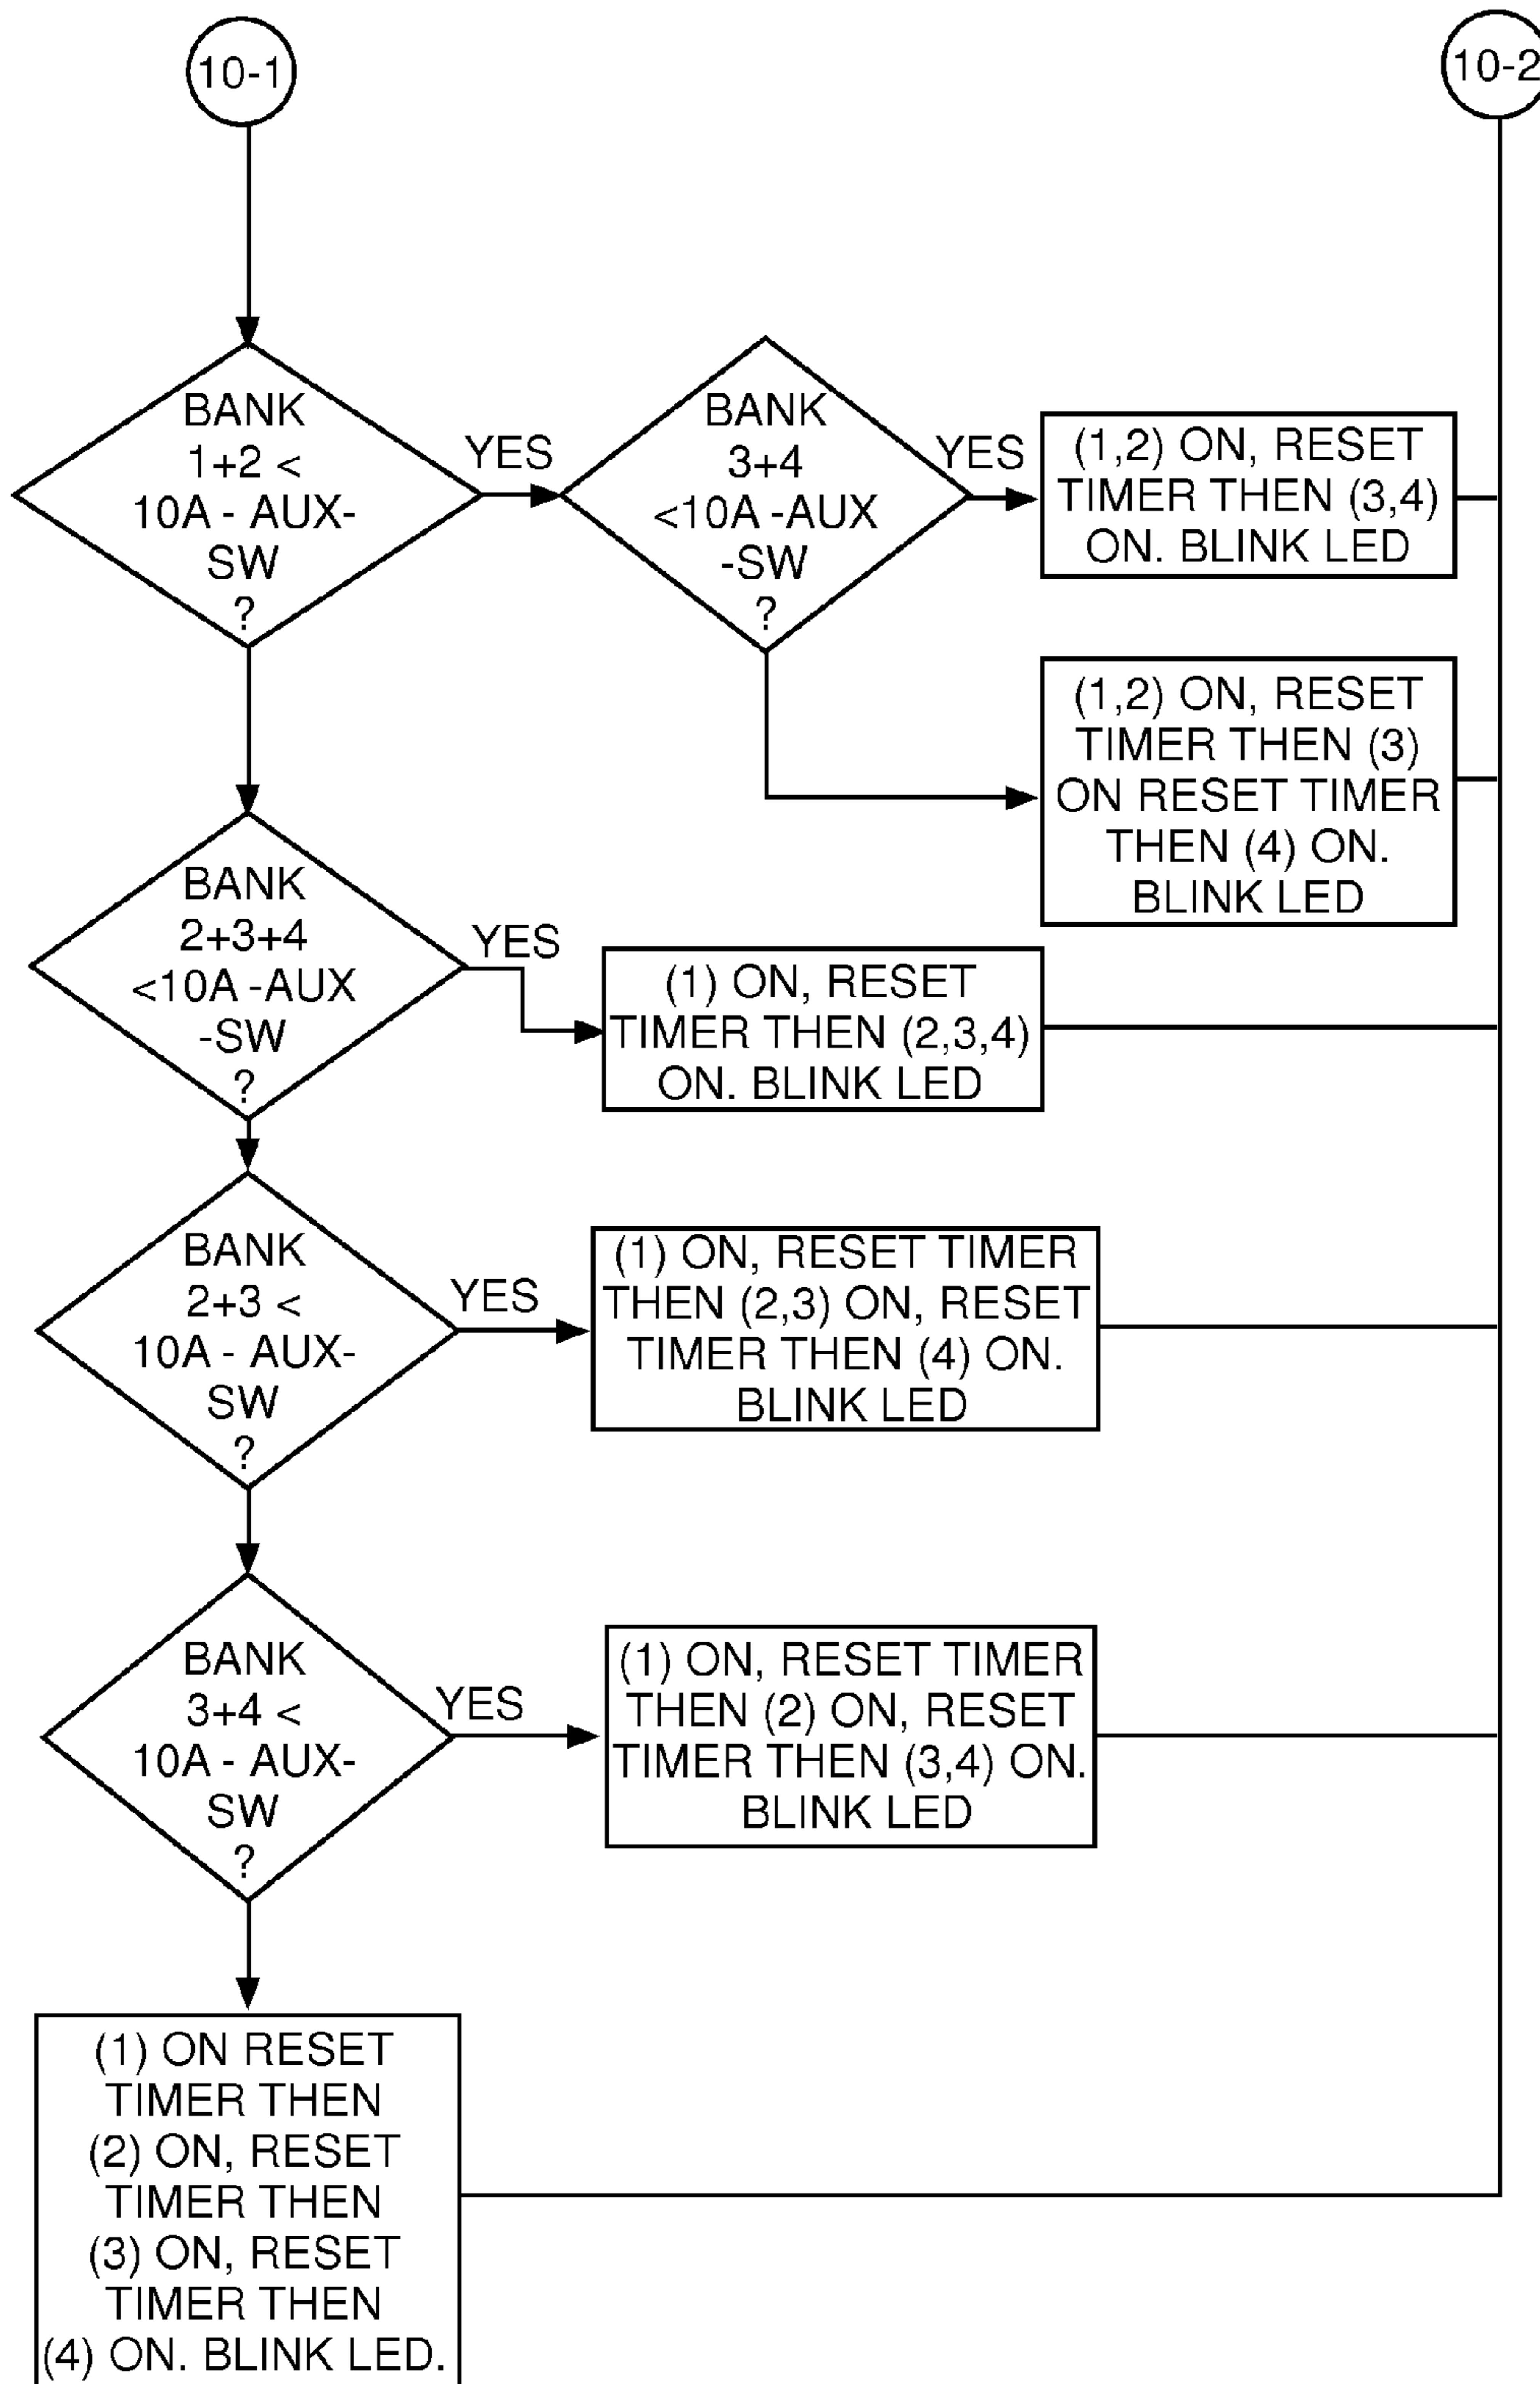 10-1
10-2
BANK
1+2 <
10A - AUX-
SW
?
YES
BANK
3+4
<10A -AUX
-SW
?
YES
(1,2) ON, RESET
TIMER THEN (3,4)
ON. BLINK LED
(1,2) ON, RESET
TIMER THEN (3)
ON RESET TIMER
THEN (4) ON.
BLINK LED
BANK
2+3+4
<10A -AUX
-SW
?
YES
(1) ON, RESET
TIMER THEN (2,3,4)
ON. BLINK LED
BANK
2+3 <
10A - AUX-
SW
?
YES
(1) ON, RESET TIMER
THEN (2,3) ON, RESET
TIMER THEN (4) ON.
BLINK LED
BANK
3+4 <
10A - AUX-
SW
?
YES
(1) ON, RESET TIMER
THEN (2) ON, RESET
TIMER THEN (3,4) ON.
BLINK LED
(1) ON RESET
TIMER THEN
(2) ON, RESET
TIMER THEN
(3) ON, RESET
TIMER THEN
(4) ON. BLINK LED.